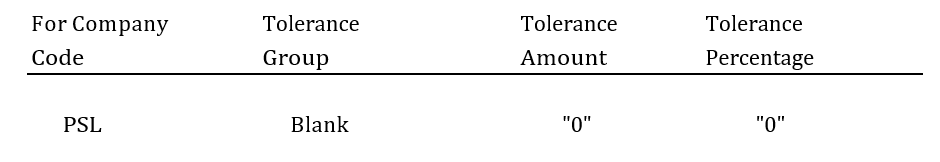 For Company Tolerance Tolerance Tolerance
Code Group Amount Percentage
PSL Blank "0" "0"